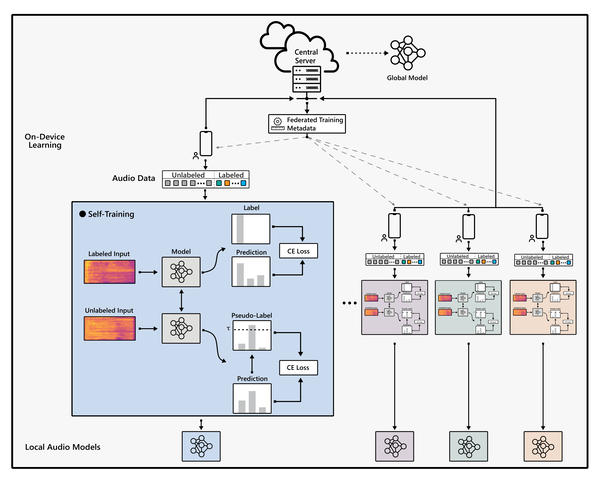 Central
Server
Global Model
Federated Training
Metadata
On-Device
Learning
Audio Data
Unlabeled
Labeled
Unlabeled
Labeled
Unlabeled
Labeled
Unlabeled
Labeled
Self-Training
Label
Labeled Input
Model
Prediction
CE Loss
Unlabeled Input
Pseudo-Label
τ
CE Loss
Prediction
Local Audio Models